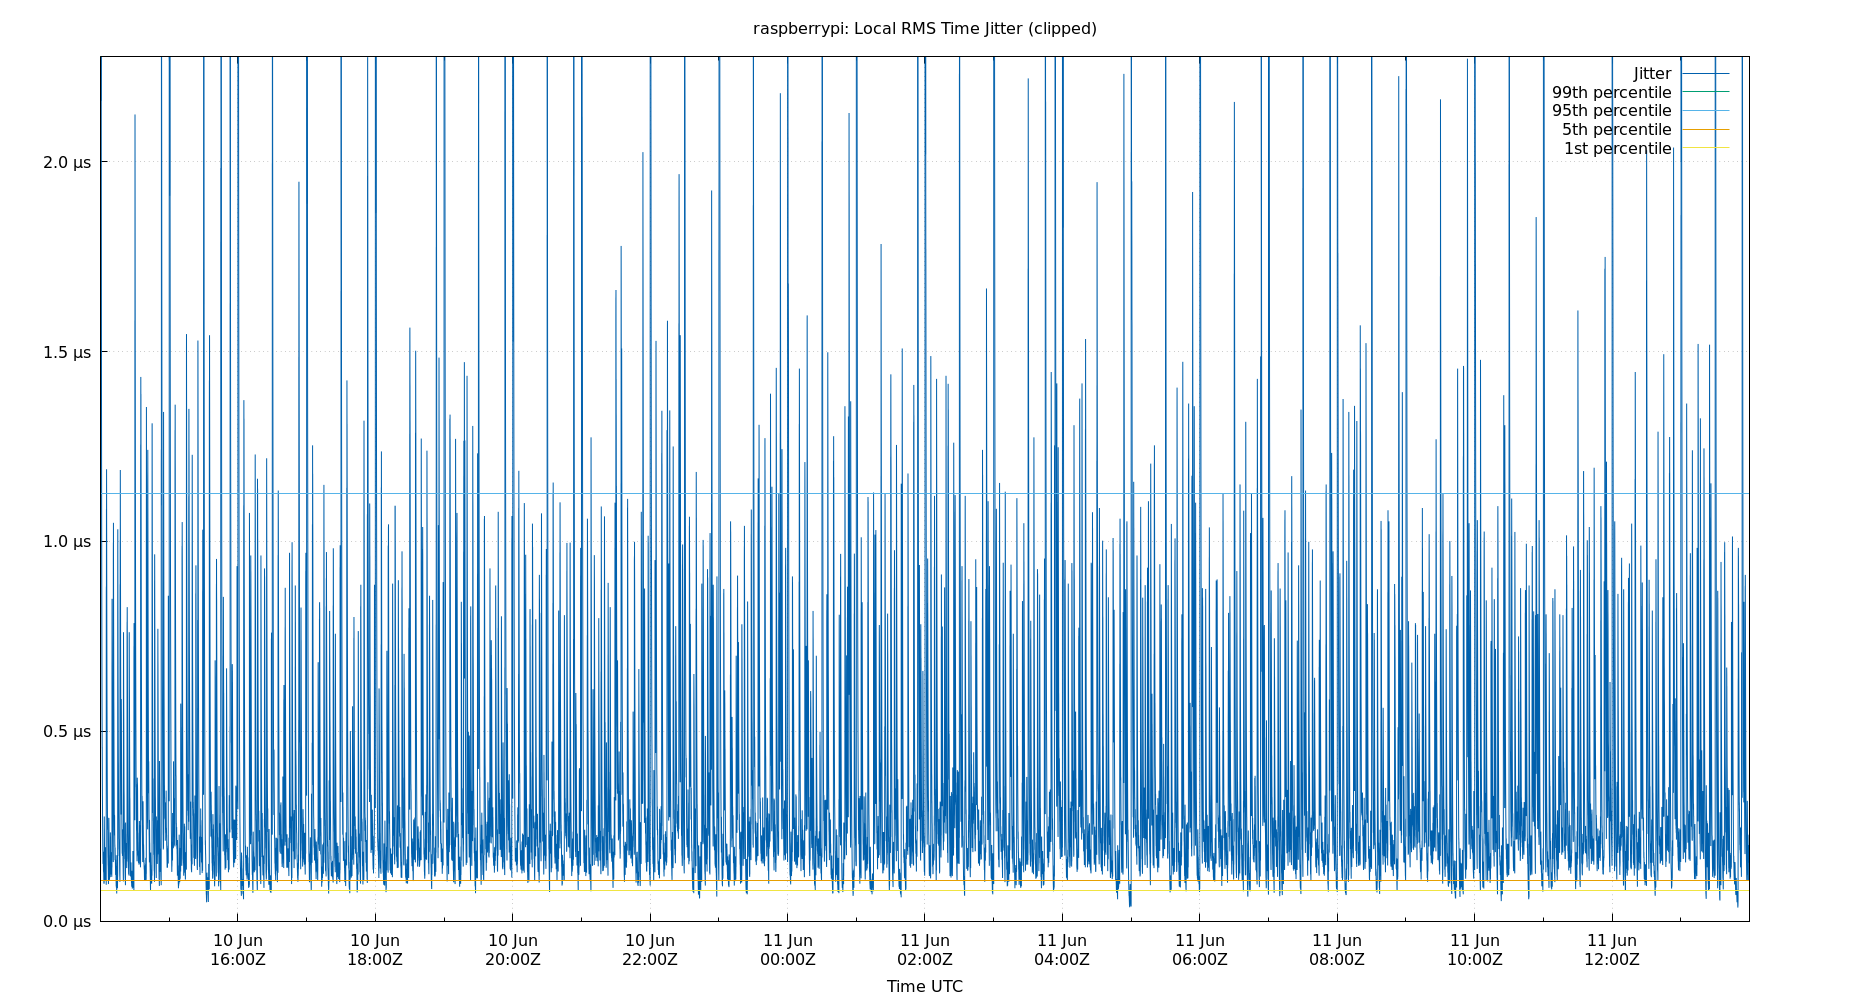 raspberrypi: Local RMS Time Jitter (clipped)
Jitter
99th percentile
95th percentile
5th percentile
1st percentile
2.0 µs
1.5 µs
1.0 µs
0.5 µs
0.0 µs
10 Jun 10 Jun 10 Jun 10 Jun 11 Jun 11 Jun 11 Jun 11 Jun 11 Jun 11 Jun 11 Jun
16:00Z 18:00Z 20:00Z 22:00Z 00:00Z 02:00Z 04:00Z 06:00Z 08:00Z 10:00Z 12:00Z
Time UTC